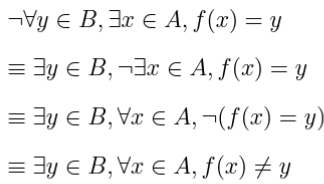 ¬∀y ∈ B, ∃x ∈ A, f(x) = y
≡ ∃y ∈ B, ¬∃x ∈ A, f(x) = y
≡ ∃y ∈ B, ∀x ∈ A, ¬(f(x) = y)
≡ ∃y ∈ B, ∀x ∈ A, f(x) ≠ y